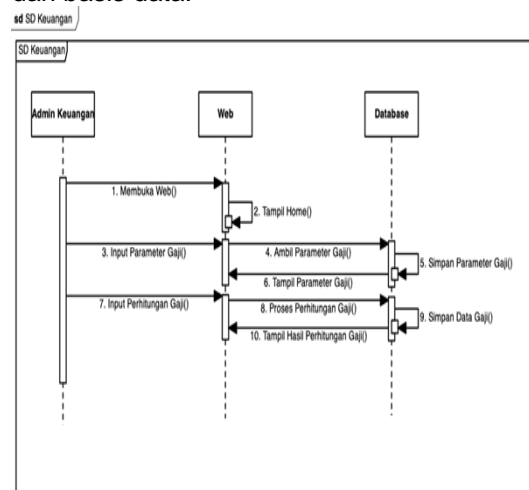 dan basis data.
sd SD Keuangan
SD Keuangan
Admin Keuangan
Web
Database
1. Membuka Web()
2. Tampil Home()
3. Input Parameter Gaji()
4. Ambil Parameter Gaji()
5. Simpan Parameter Gaji()
6. Tampil Parameter Gaji()
7. Input Perhitungan Gaji()
8. Proses Perhitungan Gaji()
9. Simpan Data Gaji()
10. Tampil Hasil Perhitungan Gaji()